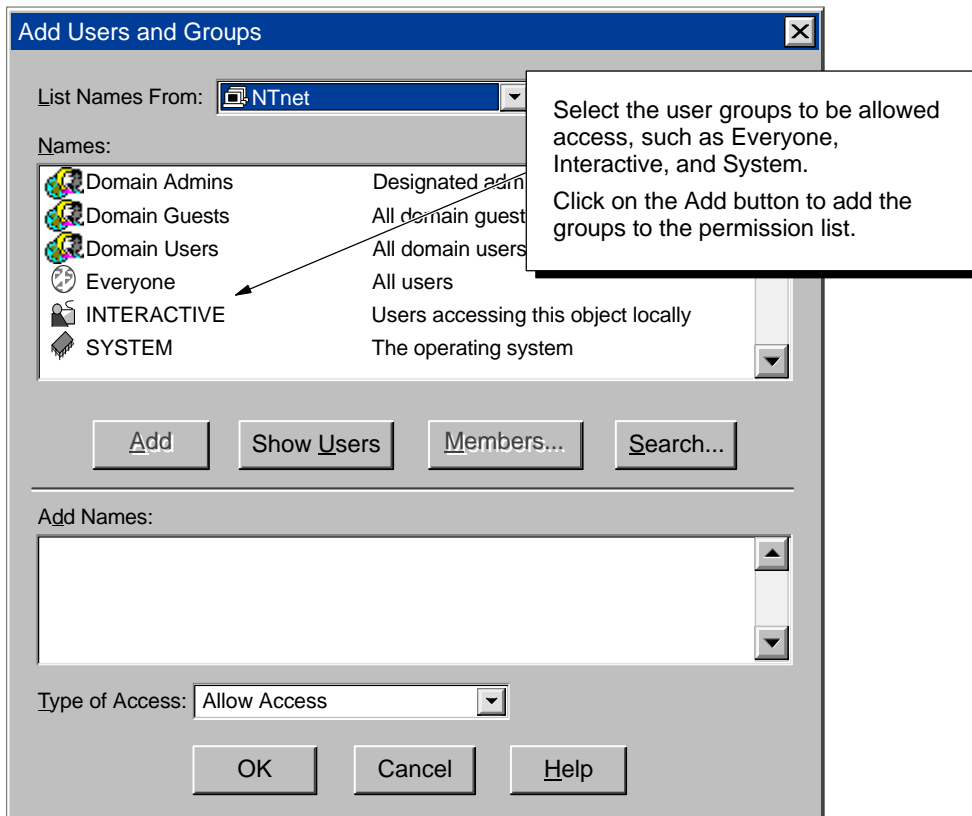 Add Users and Groups
List Names From: NTnet
Select the user groups to be allowed
access, such as Everyone,
Interactive, and System.
Click on the Add button to add the
groups to the permission list.
Names:
Domain Admins Designated adm
Domain Guests All domain guest
Domain Users All domain users
Everyone All users
INTERACTIVE Users accessing this object locally
SYSTEM The operating system
Add Show Users Members... Search...
Add Names:
Type of Access: Allow Access
OK Cancel Help